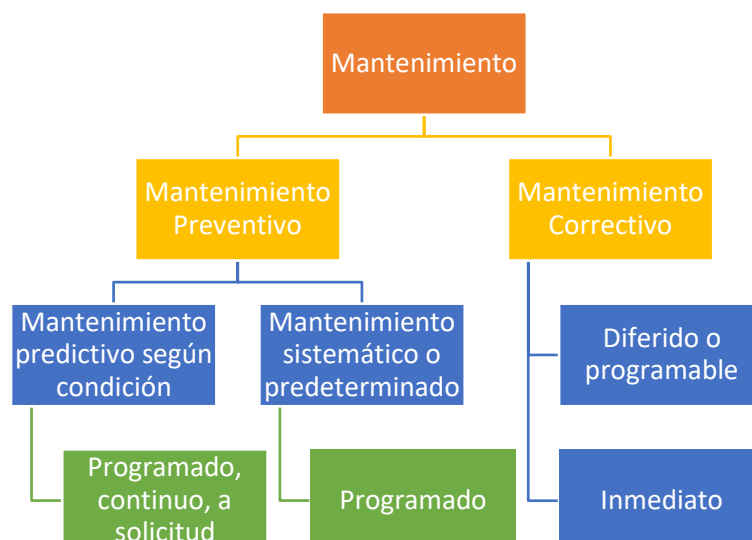 Mantenimiento
Mantenimiento
Preventivo
Mantenimiento
Correctivo
Mantenimiento
predictivo según
condición
Mantenimiento
sistemático o
predeterminado
Diferido o
programable
Programado,
continuo, a
solicitud
Programado
Inmediato